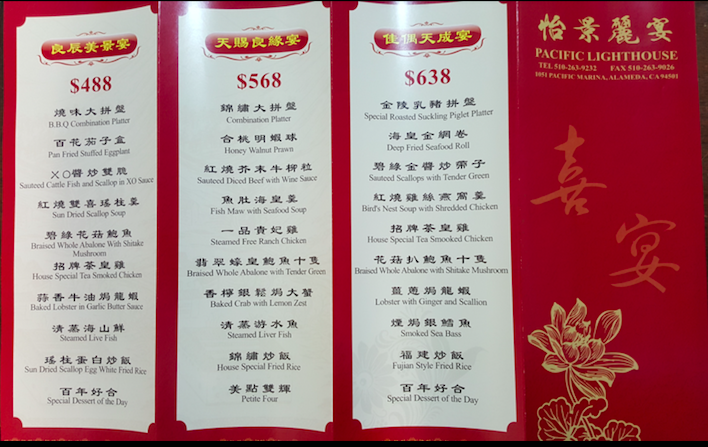 良辰美景宴
$488
燒味大拼盤
B.B.Q Combination Platter
百花茄子盒
Pan Fried Stuffed Eggplant
XO醬炒雙脆
Sauteed Cattle Fish and Scallop in XO Sauce
紅燒雙喜瑤柱羹
Sun Dried Scallop Soup
碧綠花菇鮑魚
Braised Whole Abalone With Shitake
Mushroom
招牌茶皇雞
House Special Tea Smoked Chicken
蒜香牛油焗龍蝦
Baked Lobster in Garlic Butter Sauce
清蒸海上鮮
Steamed Live Fish
瑤柱蛋白炒飯
Sun Dried Scallop Egg White Fried Rice
百年好合
Special Dessert of the Day
天賜良緣宴
$568
錦繡大拼盤
Combination Platter
合桃明蝦球
Honey Walnut Prawn
紅燒芥末牛柳粒
Sauteed Diced Beef with Wine Sauce
魚肚海皇羹
Fish Maw with Seafood Soup
一品貴妃雞
Steamed Free Ranch Chicken
翡翠蠔皇鮑魚十隻
Braised Whole Abalone with Tender Green
香檸銀鬆焗大蟹
Baked Crab with Lemon Zest
清蒸游水魚
Steamed Liver Fish
錦繡炒飯
House Special Fried Rice
美點雙輝
Petite Four
佳偶天成宴
$638
金陵乳豬拼盤
Special Roasted Suckling Piglet Platter
海皇金網卷
Deep Fried Seafood Roll
碧綠金醬炒帶子
Sauteed Scallops with Tender Green
紅燒雞絲燕窩羹
Bird's Nest Soup with Shredded Chicken
招牌茶皇雞
House Special Tea Smooked Chicken
花菇扒鮑魚十隻
Braised Whole Abalone with Shitake Mushroom
薑蔥焗龍蝦
Lobster with Ginger and Scallion
煙焗銀鱈魚
Smoked Sea Bass
福建炒飯
Fujian Style Fried Rice
百年好合
Special Dessert of the Day
怡景麗宴
PACIFIC LIGHTHOUSE
TEL 510-263-9232 FAX 510-263-9026
1051 PACIFIC MARINA, ALAMEDA, CA 94501
喜
宴